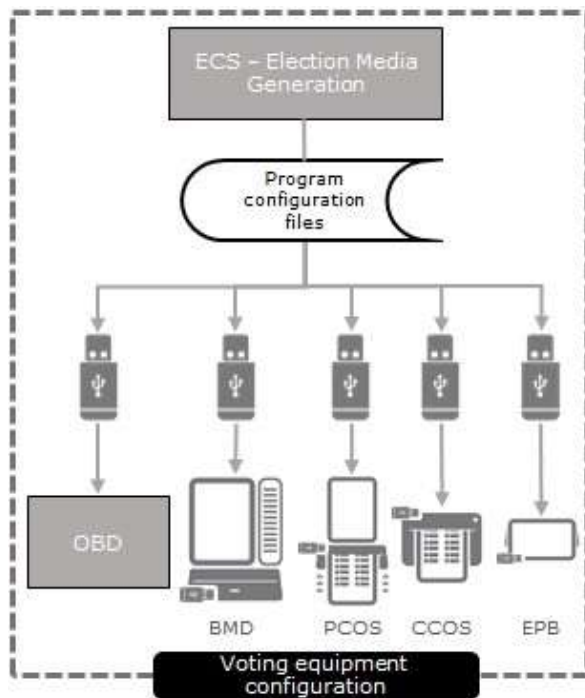 ECS – Election Media
Generation
Program
configuration
files
OBD
BMD
PCOS
CCOS
EPB
Voting equipment
configuration